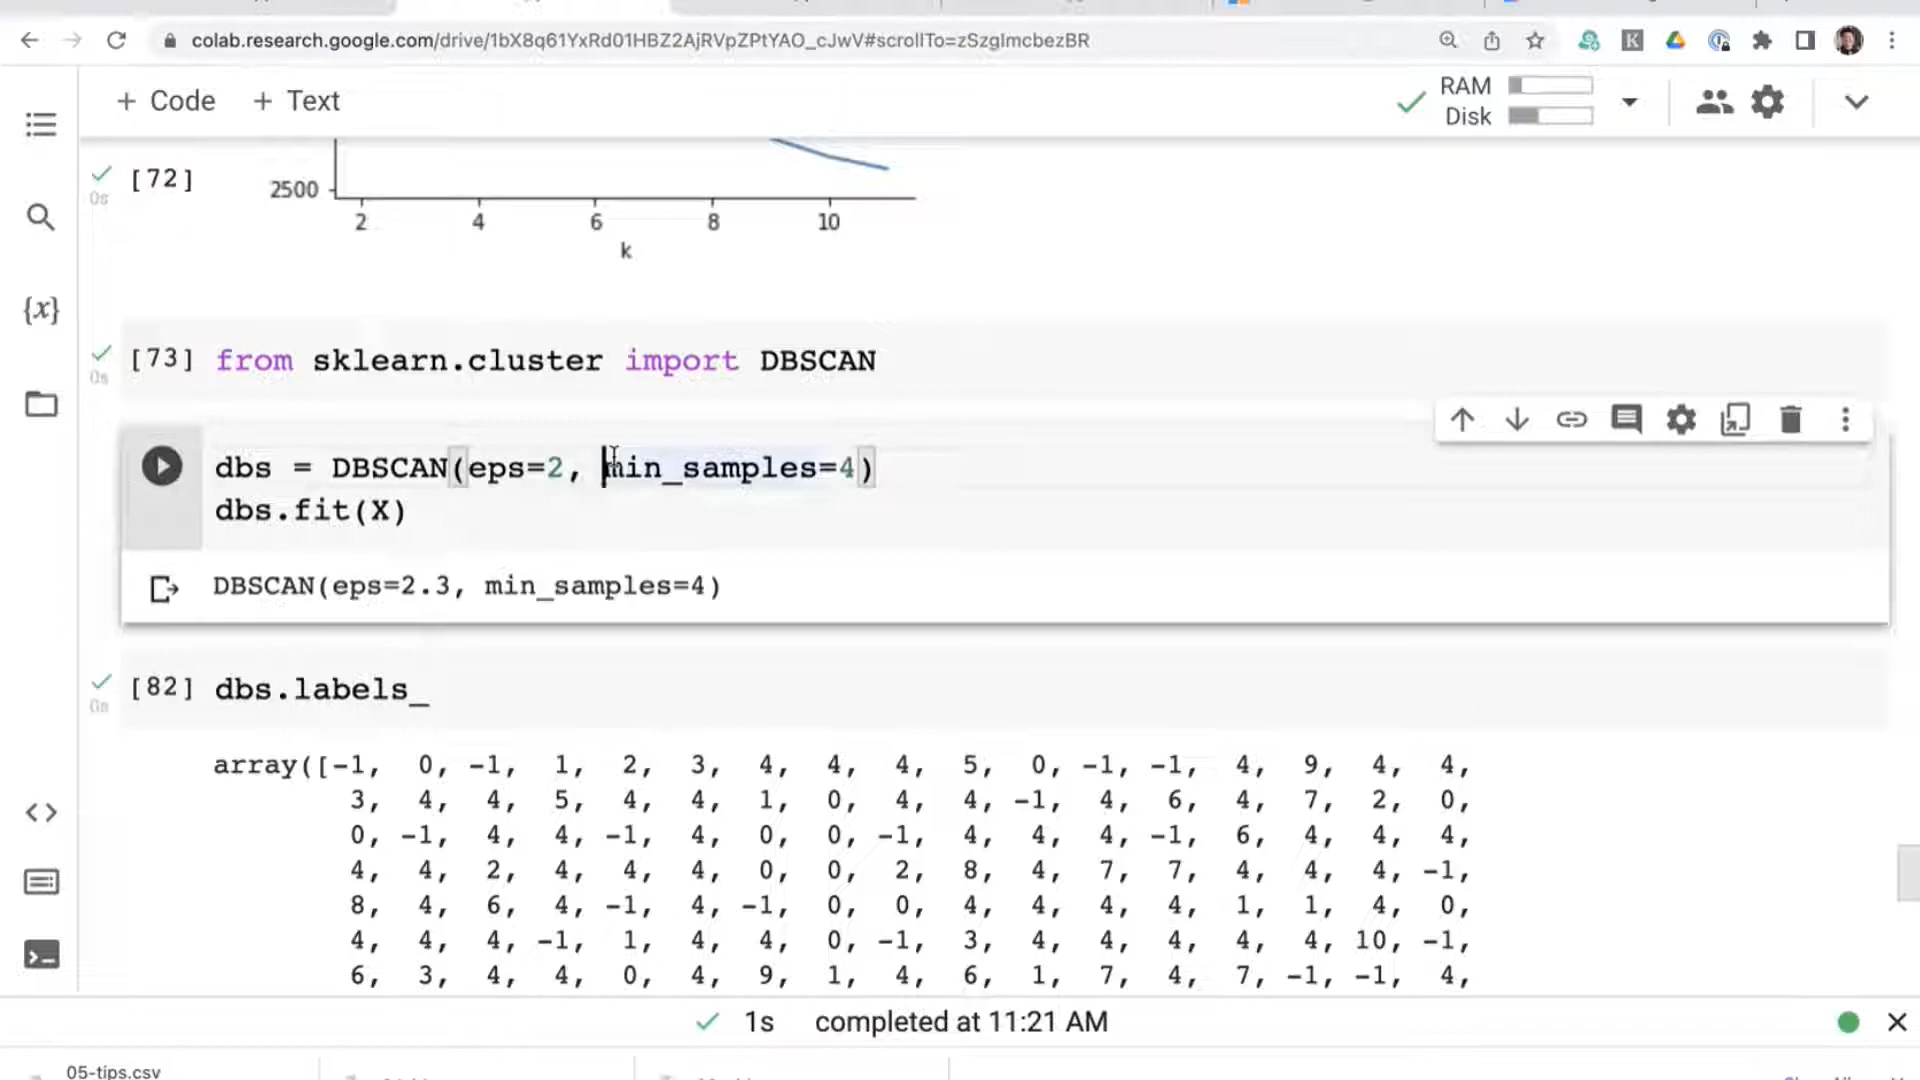 colab.research.google.com/drive/1bX8q61YxRd01HBZ2AjRVpZPtYAO_cJwV#scrollTo=zSzgImcbezBR
+ Code + Text
RAM
Disk
[72]
0s
2500
2 4 6 8 10
k
[73] from sklearn.cluster import DBSCAN
0s
dbs = DBSCAN(eps=2, min_samples=4)
dbs.fit(X)
DBSCAN(eps=2.3, min_samples=4)
[82] dbs.labels_
0s
array([-1, 0, -1, 1, 2, 3, 4, 4, 4, 5, 0, -1, -1, 4, 9, 4, 4,
3, 4, 4, 5, 4, 4, 1, 0, 4, 4, -1, 4, 6, 4, 7, 2, 0,
0, -1, 4, 4, -1, 4, 0, 0, -1, 4, 4, 4, -1, 6, 4, 4, 4,
4, 4, 2, 4, 4, 4, 0, 0, 2, 8, 4, 7, 7, 4, 4, 4, -1,
8, 4, 6, 4, -1, 4, -1, 0, 0, 4, 4, 4, 4, 1, 1, 4, 0,
4, 4, 4, -1, 1, 4, 4, 0, -1, 3, 4, 4, 4, 4, 4, 10, -1,
6, 3, 4, 4, 0, 4, 9, 1, 4, 6, 1, 7, 4, 7, -1, -1, 4,
1s completed at 11:21 AM
05-tips.csv